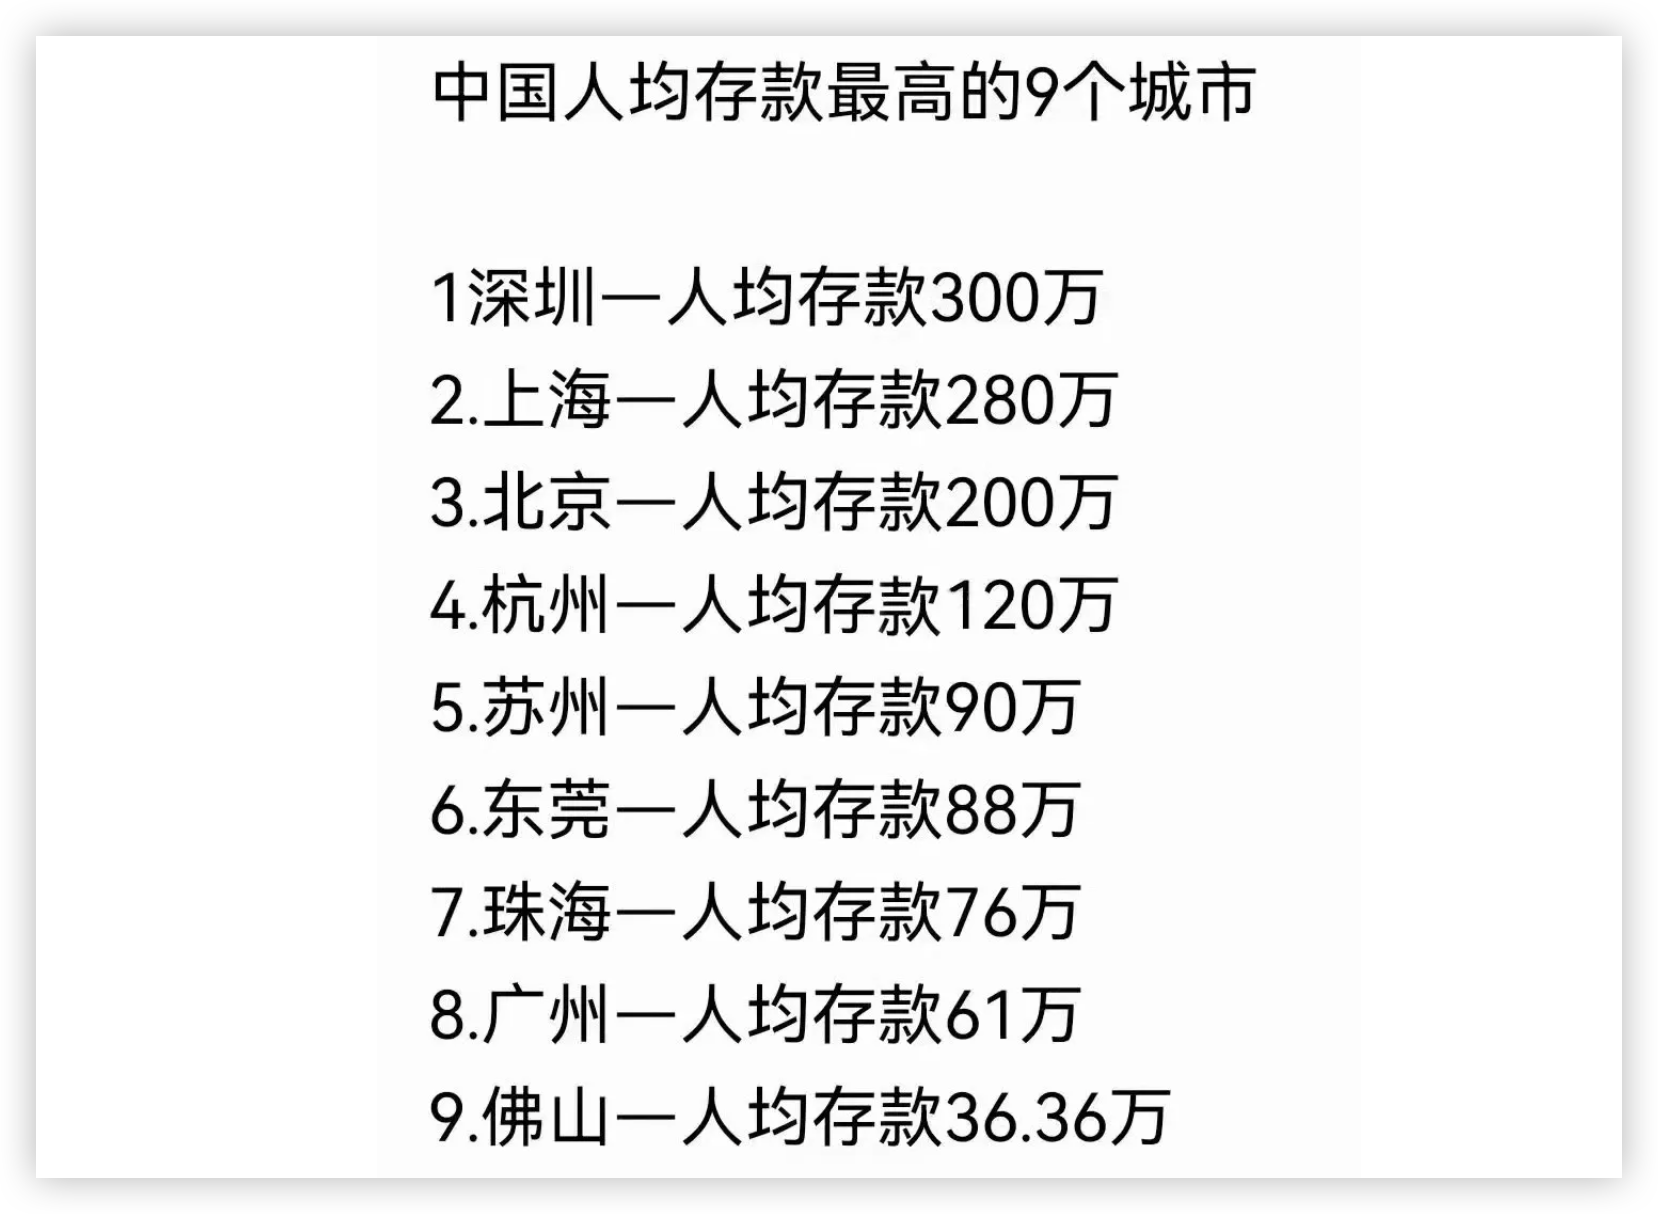 中国人均存款最高的9个城市
1深圳一人均存款300万
2.上海一人均存款280万
3.北京一人均存款200万
4.杭州一人均存款120万
5.苏州一人均存款90万
6.东莞一人均存款88万
7.珠海一人均存款76万
8.广州一人均存款61万
9.佛山一人均存款36.36万